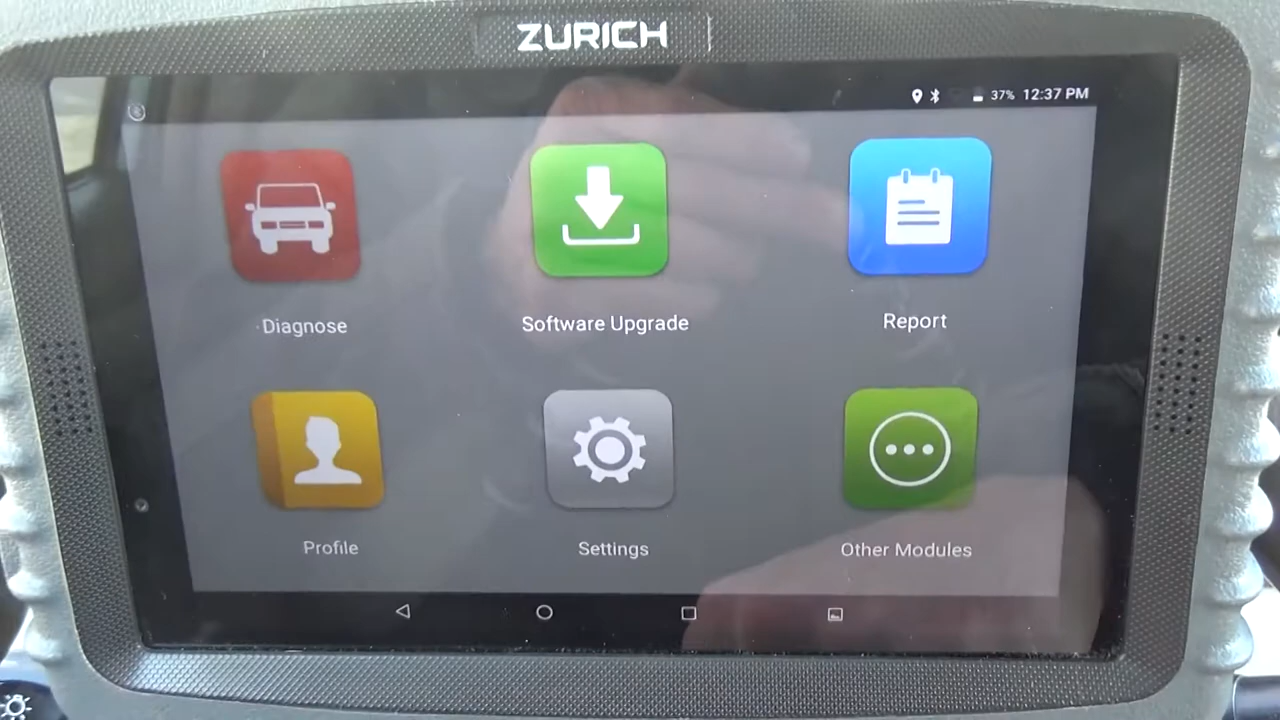 ZURICH
37% 12:37 PM
Diagnose
Software Upgrade
Report
Profile
Settings
Other Modules